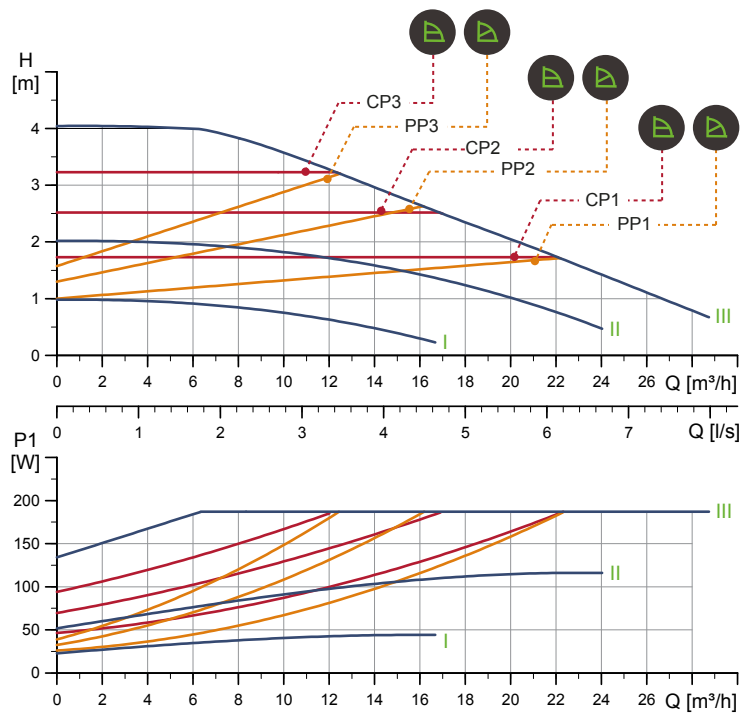 H
[m]
CP3
PP3
CP2
PP2
CP1
PP1
4
3
2
1
0
I
II
III
0 2 4 6 8 10 12 14 16 18 20 22 24 26 Q [m³/h]
0 1 2 3 4 5 6 7 Q [l/s]
P1
[W]
200
150
100
50
0
III
II
I
0 2 4 6 8 10 12 14 16 18 20 22 24 26 Q [m³/h]